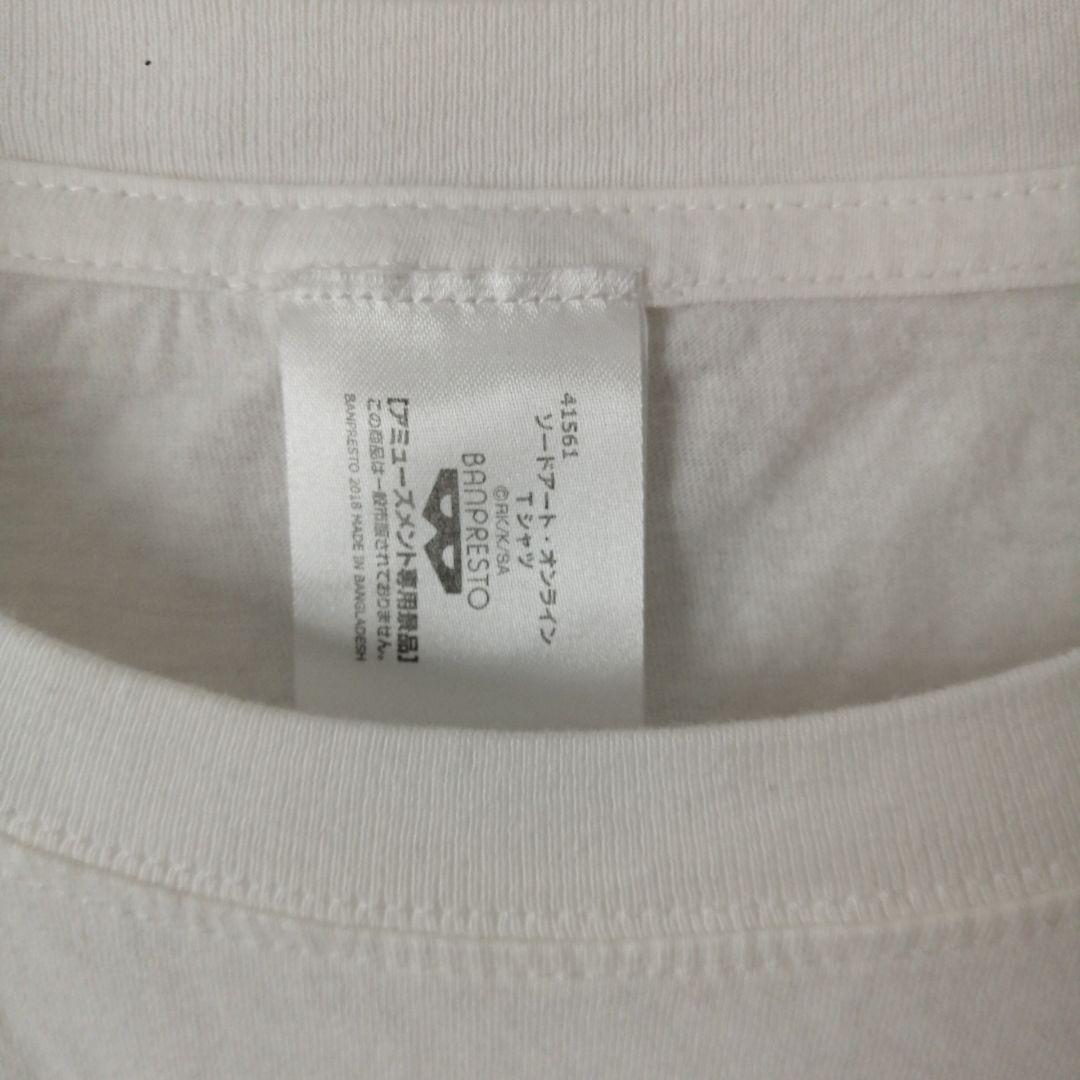 41561
ソードアート・オンライン
Tシャツ
©RK/K/SA
BANPRESTO
【アミューズメント専用景品】
この商品は一般市販されておりません。
BANPRESTO 2018 MADE IN BANGLADESH